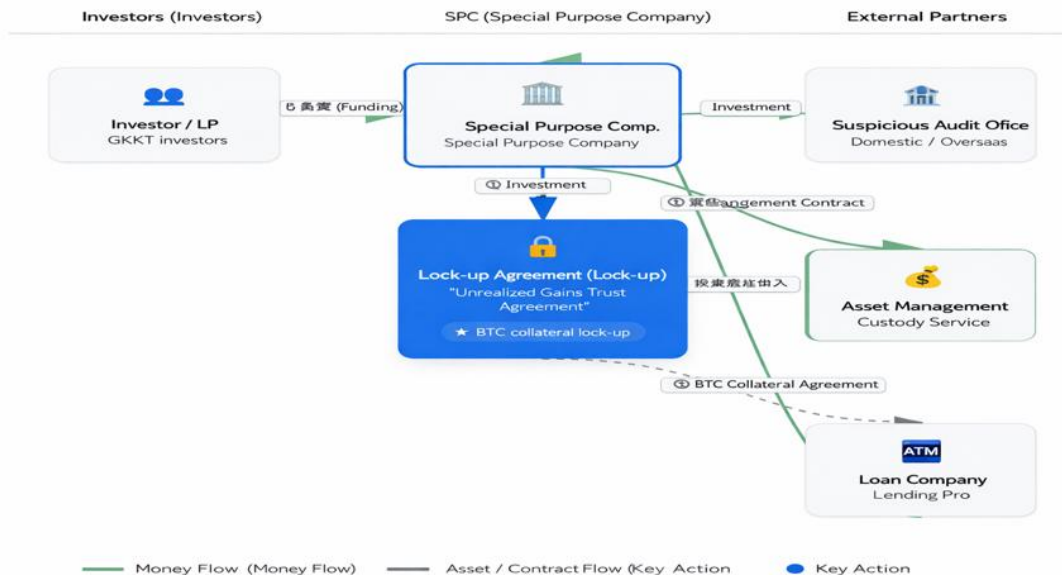 Investors (Investors)
SPC (Special Purpose Company)
External Partners
Investor / LP
GKKT investors
(Funding)
Special Purpose Comp.
Special Purpose Company
Investment
Suspicious Audit Ofice
Domestic / Oversaas
① Investment
① angement Contract
Lock-up Agreement (Lock-up)
"Unrealized Gains Trust
Agreement"
★ BTC collateral lock-up
Asset Management
Custody Service
① BTC Collateral Agreement
ATM
Loan Company
Lending Pro
Money Flow (Money Flow)
Asset / Contract Flow (Key Action
Key Action